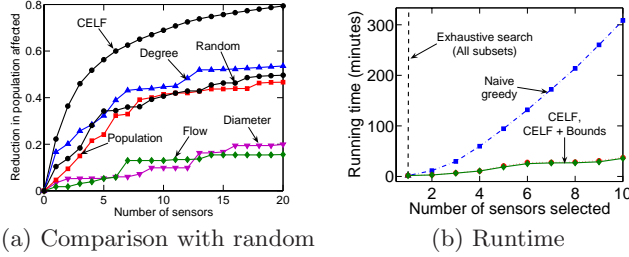 0.8
0.6
0.4
0.2
0
0
5
10
15
20
Reduction in population affected
Number of sensors
CELF
Degree
Random
Population
Flow
Diameter
(a) Comparison with random
300
200
100
0
2
4
6
8
10
Running time (minutes)
Number of sensors selected
Exhaustive search
(All subsets)
Naive
greedy
CELF,
CELF + Bounds
(b) Runtime